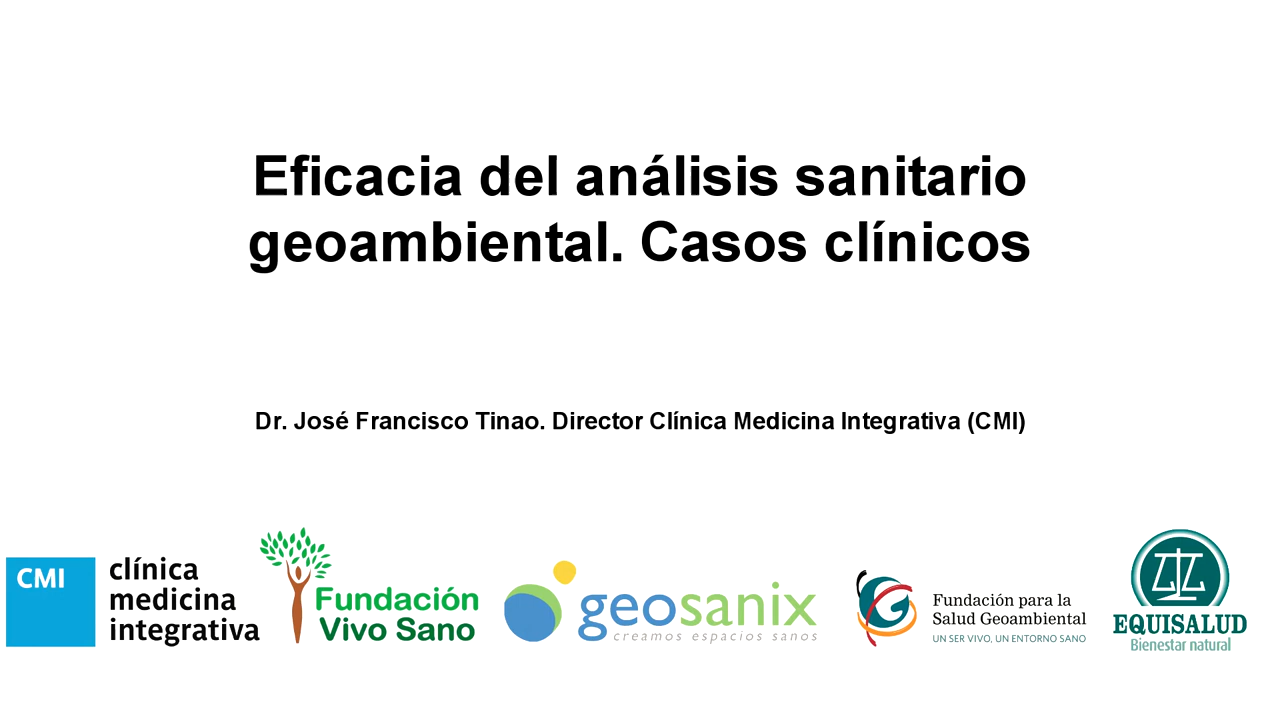 Eficacia del análisis sanitario
geoambiental. Casos clínicos
Dr. José Francisco Tinao. Director Clínica Medicina Integrativa (CMI)
CMI
clínica
medicina
integrativa
Fundación
Vivo Sano
geosanix
creamos espacios sanos
Fundación para la
Salud Geoambiental
UN SER VIVO, UN ENTORNO SANO
EQUISALUD
Bienestar natural